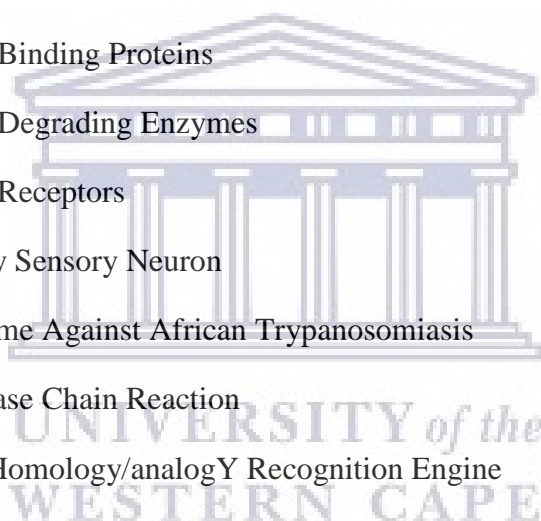 Binding Proteins
Degrading Enzymes
Receptors
y Sensory Neuron
me Against African Trypanosomiasis
ase Chain Reaction
UNIVERSITY of the
Homology/analogY Recognition Engine
WESTERN CAPE